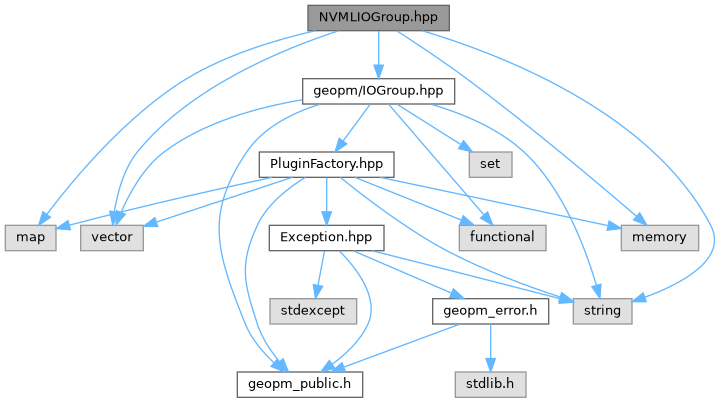 NVMLIOGroup.hpp
geopm/IOGroup.hpp
PluginFactory.hpp
set
map
vector
Exception.hpp
functional
memory
stdexcept
geopm_error.h
string
geopm_public.h
stdlib.h